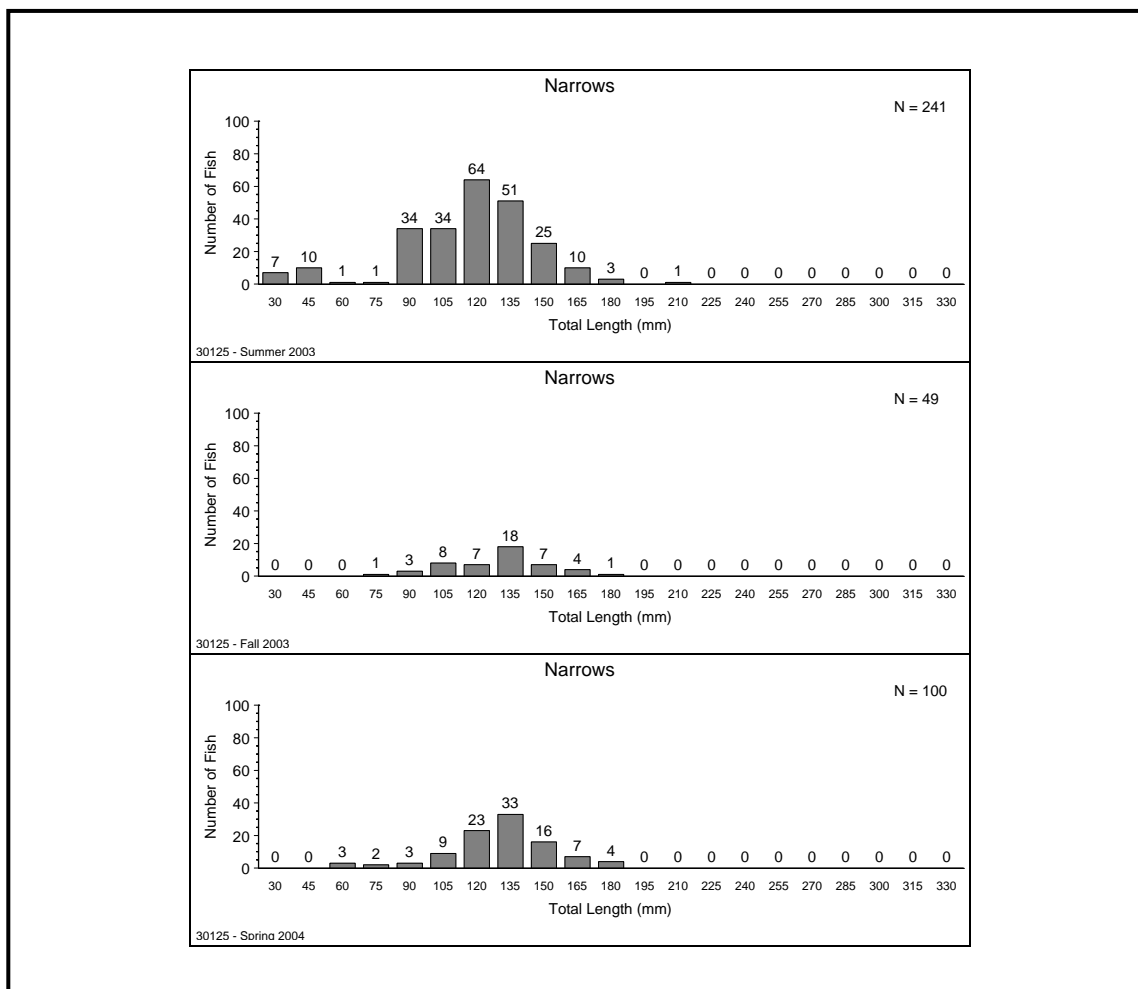 Narrows
N = 241
Number of Fish
100
80
60
40
20
0
7 10 1 1 34 34 64 51 25 10 3 0 1 0 0 0 0 0 0 0 0
30 45 60 75 90 105 120 135 150 165 180 195 210 225 240 255 270 285 300 315 330
Total Length (mm)
30125 - Summer 2003
Narrows
N = 49
Number of Fish
100
80
60
40
20
0
0 0 0 1 3 8 7 18 7 4 1 0 0 0 0 0 0 0 0 0 0
30 45 60 75 90 105 120 135 150 165 180 195 210 225 240 255 270 285 300 315 330
Total Length (mm)
30125 - Fall 2003
Narrows
N = 100
Number of Fish
100
80
60
40
20
0
0 0 3 2 3 9 23 33 16 7 4 0 0 0 0 0 0 0 0 0 0
30 45 60 75 90 105 120 135 150 165 180 195 210 225 240 255 270 285 300 315 330
Total Length (mm)
30125 - Spring 2004